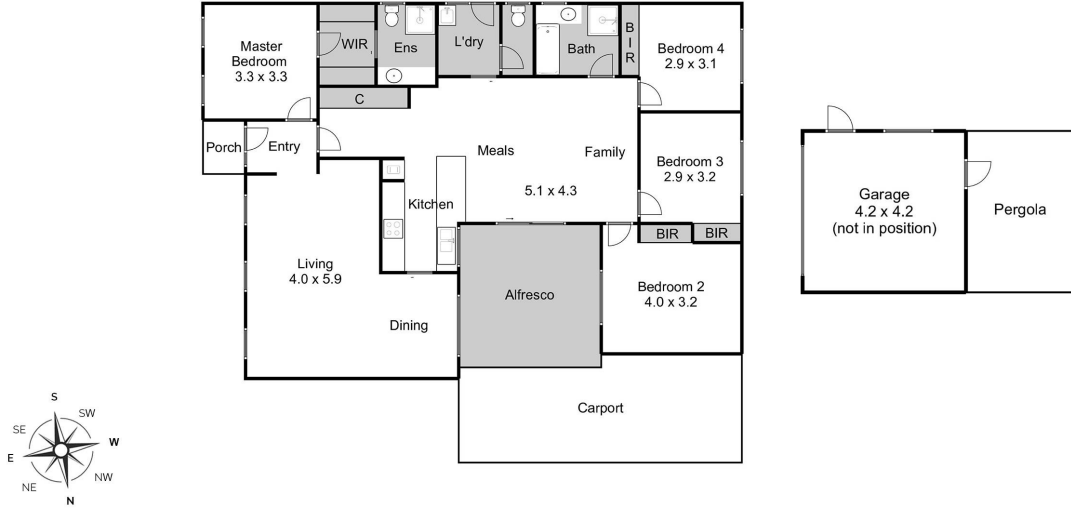 Master
Bedroom
3.3 x 3.3
WIR
Ens
L'dry
Bath
B
I
R
Bedroom 4
2.9 x 3.1
C
Porch
Entry
Meals
Family
5.1 x 4.3
Bedroom 3
2.9 x 3.2
Kitchen
BIR
BIR
Living
4.0 x 5.9
Dining
Alfresco
Bedroom 2
4.0 x 3.2
Carport
Garage
4.2 x 4.2
(not in position)
Pergola
S
SW
W
NW
N
NE
E
SE